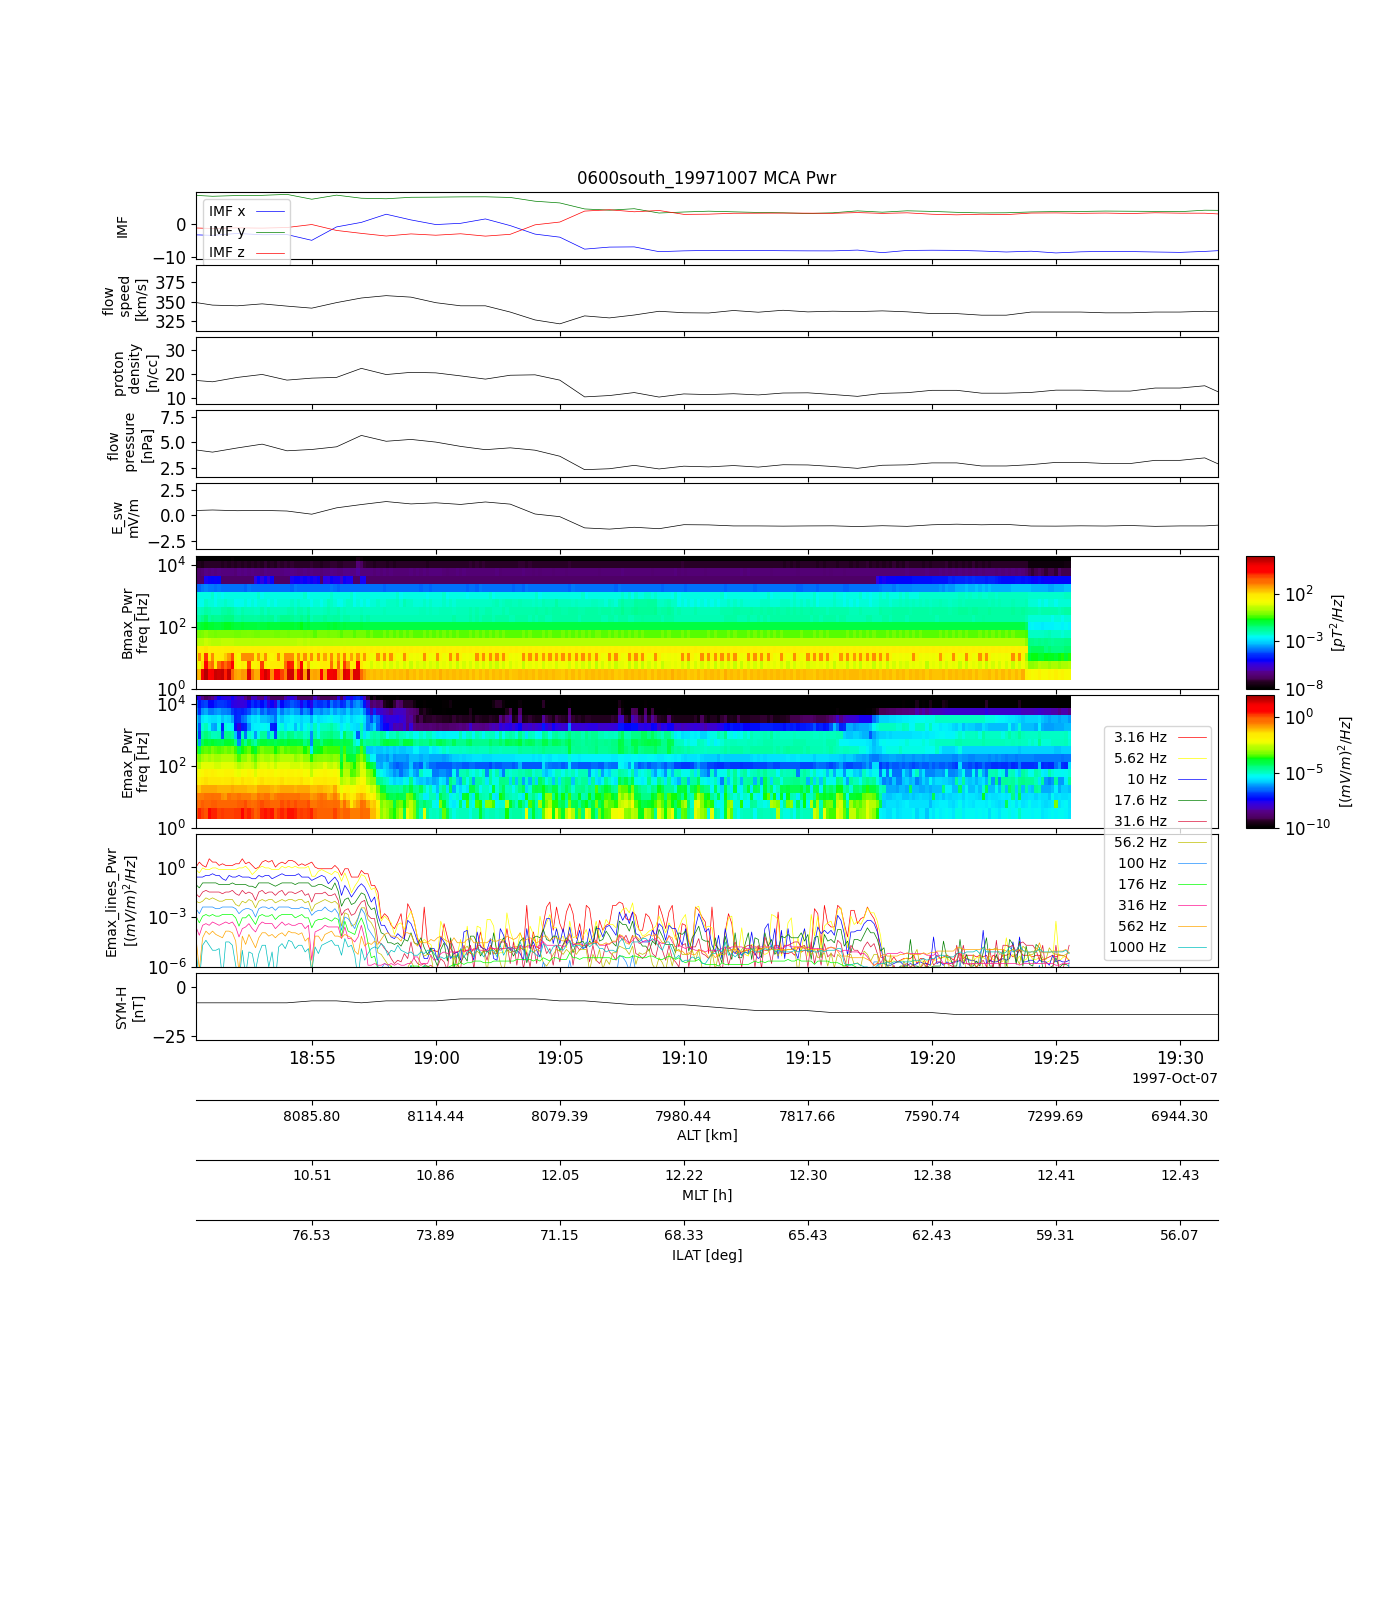 0600south_19971007 MCA Pwr
IMF
0
−10
IMF x
IMF y
IMF z
flow
speed
[km/s]
375
350
325
proton
density
[n/cc]
30
20
10
flow
pressure
[nPa]
7.5
5.0
2.5
E_sw
mV/m
2.5
0.0
−2.5
Bmax_Pwr
freq [Hz]
10^4
10^2
10^0
10^2
10^−3
10^−8
[pT^2/Hz]
Emax_Pwr
freq [Hz]
10^4
10^2
10^0
10^0
10^−5
10^−10
[(mV/m)^2/Hz]
3.16 Hz
5.62 Hz
10 Hz
17.6 Hz
31.6 Hz
56.2 Hz
100 Hz
176 Hz
316 Hz
562 Hz
1000 Hz
Emax_lines_Pwr
[(mV/m)^2/Hz]
10^0
10^−3
10^−6
SYM-H
[nT]
0
−25
18:55 19:00 19:05 19:10 19:15 19:20 19:25 19:30
1997-Oct-07
8085.80 8114.44 8079.39 7980.44 7817.66 7590.74 7299.69 6944.30
ALT [km]
10.51 10.86 12.05 12.22 12.30 12.38 12.41 12.43
MLT [h]
76.53 73.89 71.15 68.33 65.43 62.43 59.31 56.07
ILAT [deg]